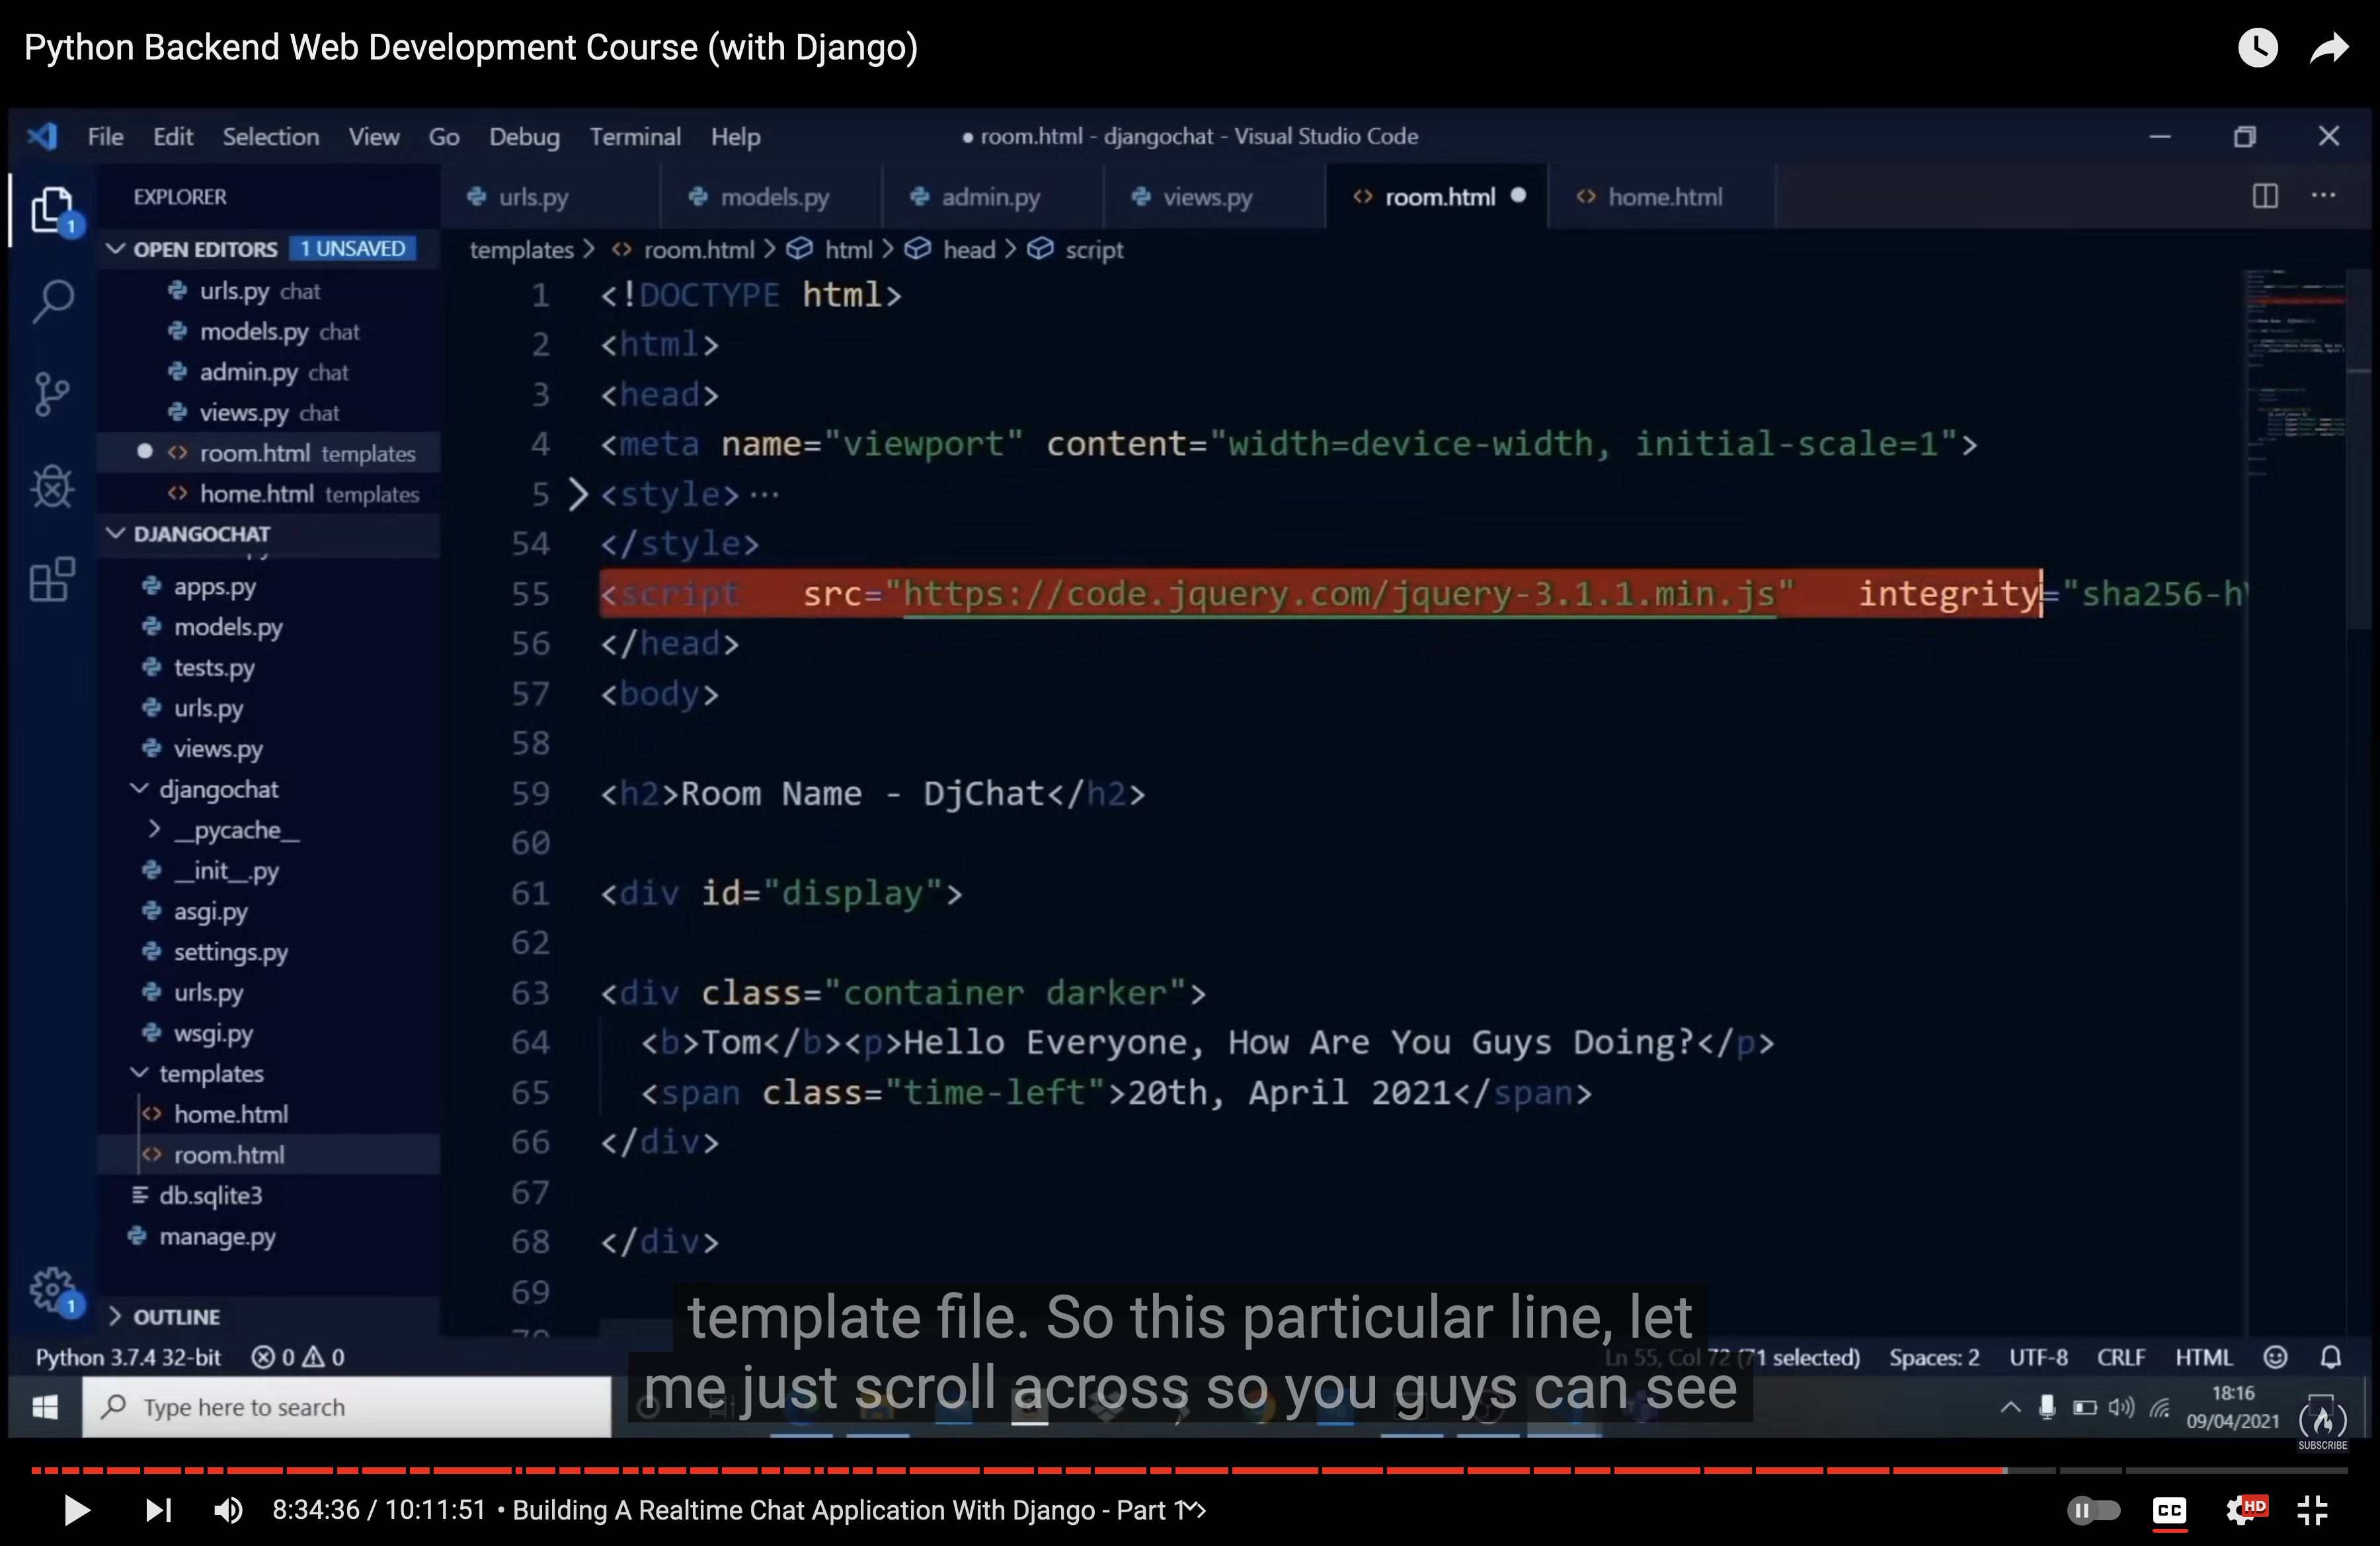 Python Backend Web Development Course (with Django)
File Edit Selection View Go Debug Terminal Help
● room.html - djangochat - Visual Studio Code
EXPLORER
urls.py models.py admin.py views.py room.html ● home.html
1
OPEN EDITORS 1 UNSAVED
templates > room.html > html > head > script
urls.py chat
models.py chat
admin.py chat
views.py chat
room.html templates
home.html templates
DJANGOCHAT
apps.py
models.py
tests.py
urls.py
views.py
djangochat
__pycache__
__init__.py
asgi.py
settings.py
urls.py
wsgi.py
templates
home.html
room.html
db.sqlite3
manage.py
1
OUTLINE
1 <!DOCTYPE html>
2 <html>
3 <head>
4 <meta name="viewport" content="width=device-width, initial-scale=1">
5 <style>···
54 </style>
55 <script src="https://code.jquery.com/jquery-3.1.1.min.js" integrity="sha256-h
56 </head>
57 <body>
58
59 <h2>Room Name - DjChat</h2>
60
61 <div id="display">
62
63 <div class="container darker">
64 <b>Tom</b><p>Hello Everyone, How Are You Guys Doing?</p>
65 <span class="time-left">20th, April 2021</span>
66 </div>
67
68 </div>
69
template file. So this particular line, let
me just scroll across so you guys can see
Python 3.7.4 32-bit 0 0
Ln 55, Col 72 (71 selected) Spaces: 2 UTF-8 CRLF HTML
Type here to search
18:16
09/04/2021
SUBSCRIBE
8:34:36 / 10:11:51 • Building A Realtime Chat Application With Django - Part 1
CC
HD